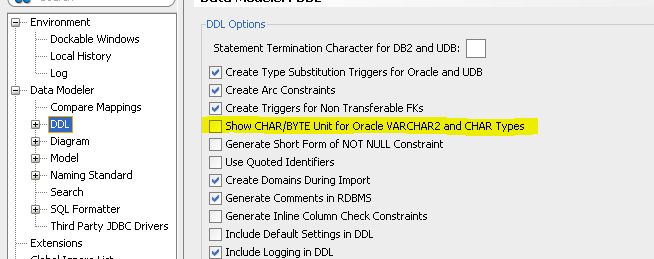 Search
Data Modeler: DDL
Environment
Dockable Windows
Local History
Log
Data Modeler
Compare Mappings
DDL
Diagram
Model
Naming Standard
Search
SQL Formatter
Third Party JDBC Drivers
Extensions
Global Ignore List
DDL Options
Statement Termination Character for DB2 and UDB:
Create Type Substitution Triggers for Oracle and UDB
Create Arc Constraints
Create Triggers for Non Transferable FKs
Show CHAR/BYTE Unit for Oracle VARCHAR2 and CHAR Types
Generate Short Form of NOT NULL Constraint
Use Quoted Identifiers
Create Domains During Import
Generate Comments in RDBMS
Generate Inline Column Check Constraints
Include Default Settings in DDL
Include Logging in DDL